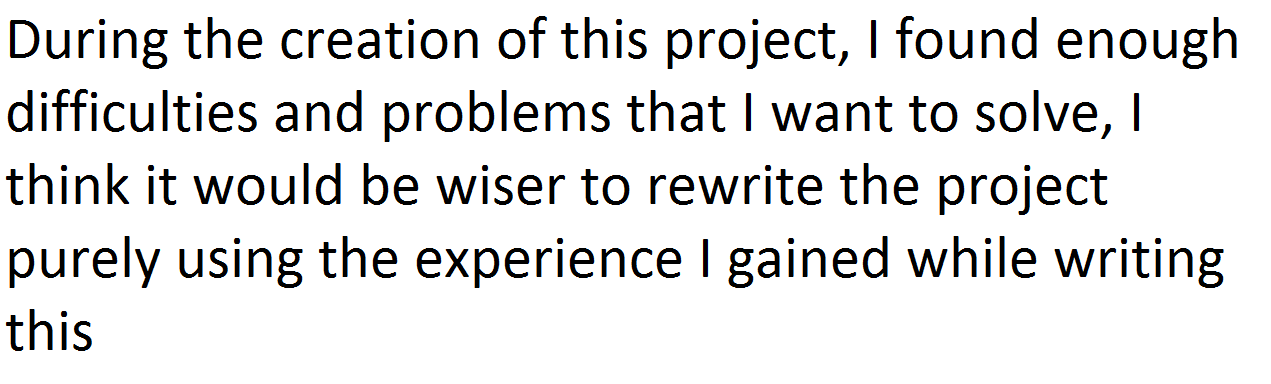 During the creation of this project, I found enough
difficulties and problems that I want to solve, I
think it would be wiser to rewrite the project
purely using the experience I gained while writing
this